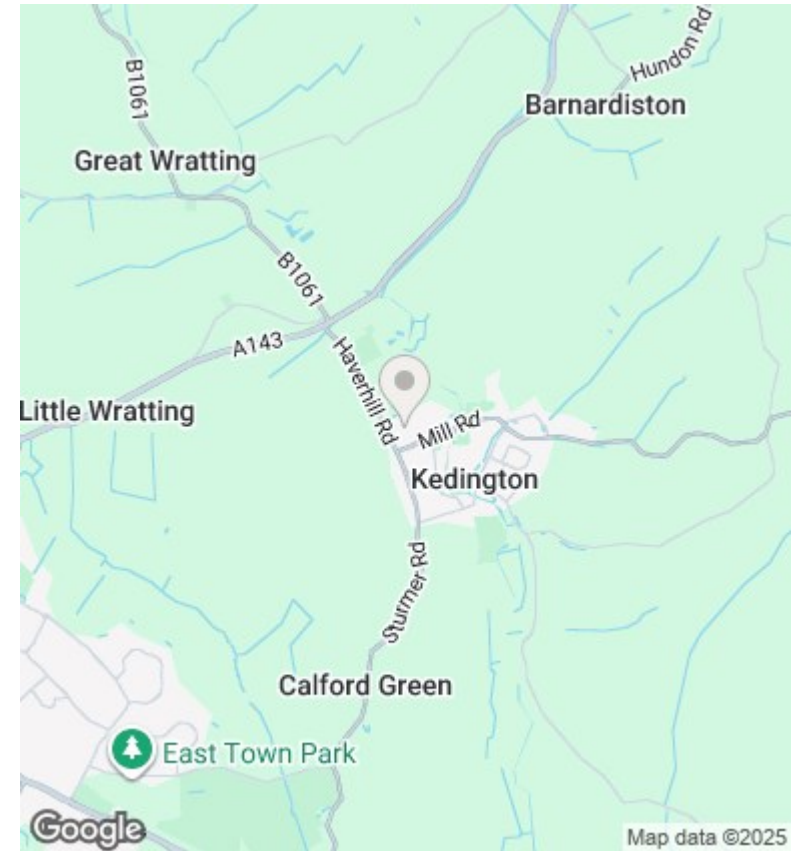 Hundon Rd
B1061
Barnardiston
Great Wratting
B1061
A143
Haverhill Rd
Little Wratting
Mill Rd
Kedington
Sturmer Rd
Calford Green
East Town Park
Google
Map data ©2025